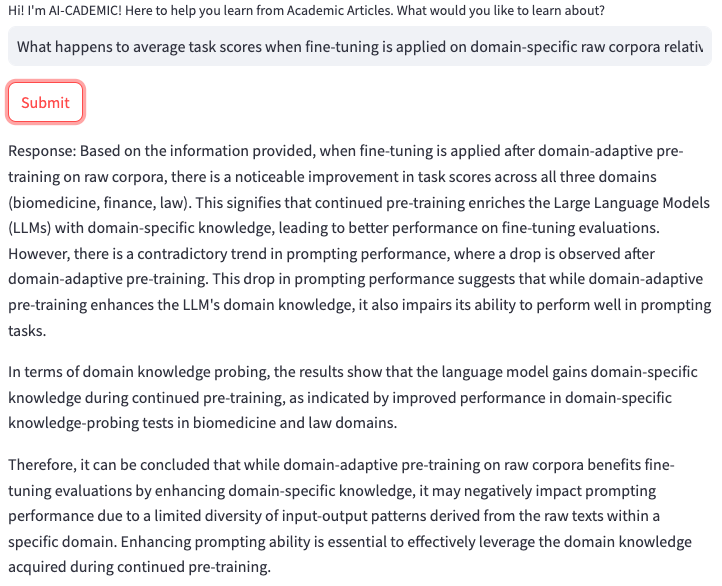 Hi! I'm AI-CADEMIC! Here to help you learn from Academic Articles. What would you like to learn about?
What happens to average task scores when fine-tuning is applied on domain-specific raw corpora
Submit
Response: Based on the information provided, when fine-tuning is applied after domain-adaptive pre-
training on raw corpora, there is a noticeable improvement in task scores across all three domains
(biomedicine, finance, law). This signifies that continued pre-training enriches the Large Language Models
(LLMs) with domain-specific knowledge, leading to better performance on fine-tuning evaluations.
However, there is a contradictory trend in prompting performance, where a drop is observed after
domain-adaptive pre-training. This drop in prompting performance suggests that while domain-adaptive
pre-training enhances the LLM's domain knowledge, it also impairs its ability to perform well in prompting
tasks.
In terms of domain knowledge probing, the results show that the language model gains domain-specific
knowledge during continued pre-training, as indicated by improved performance in domain-specific
knowledge-probing tests in biomedicine and law domains.
Therefore, it can be concluded that while domain-adaptive pre-training on raw corpora benefits fine-
tuning evaluations by enhancing domain-specific knowledge, it may negatively impact prompting
performance due to a limited diversity of input-output patterns derived from the raw texts within a
specific domain. Enhancing prompting ability is essential to effectively leverage the domain knowledge
acquired during continued pre-training.